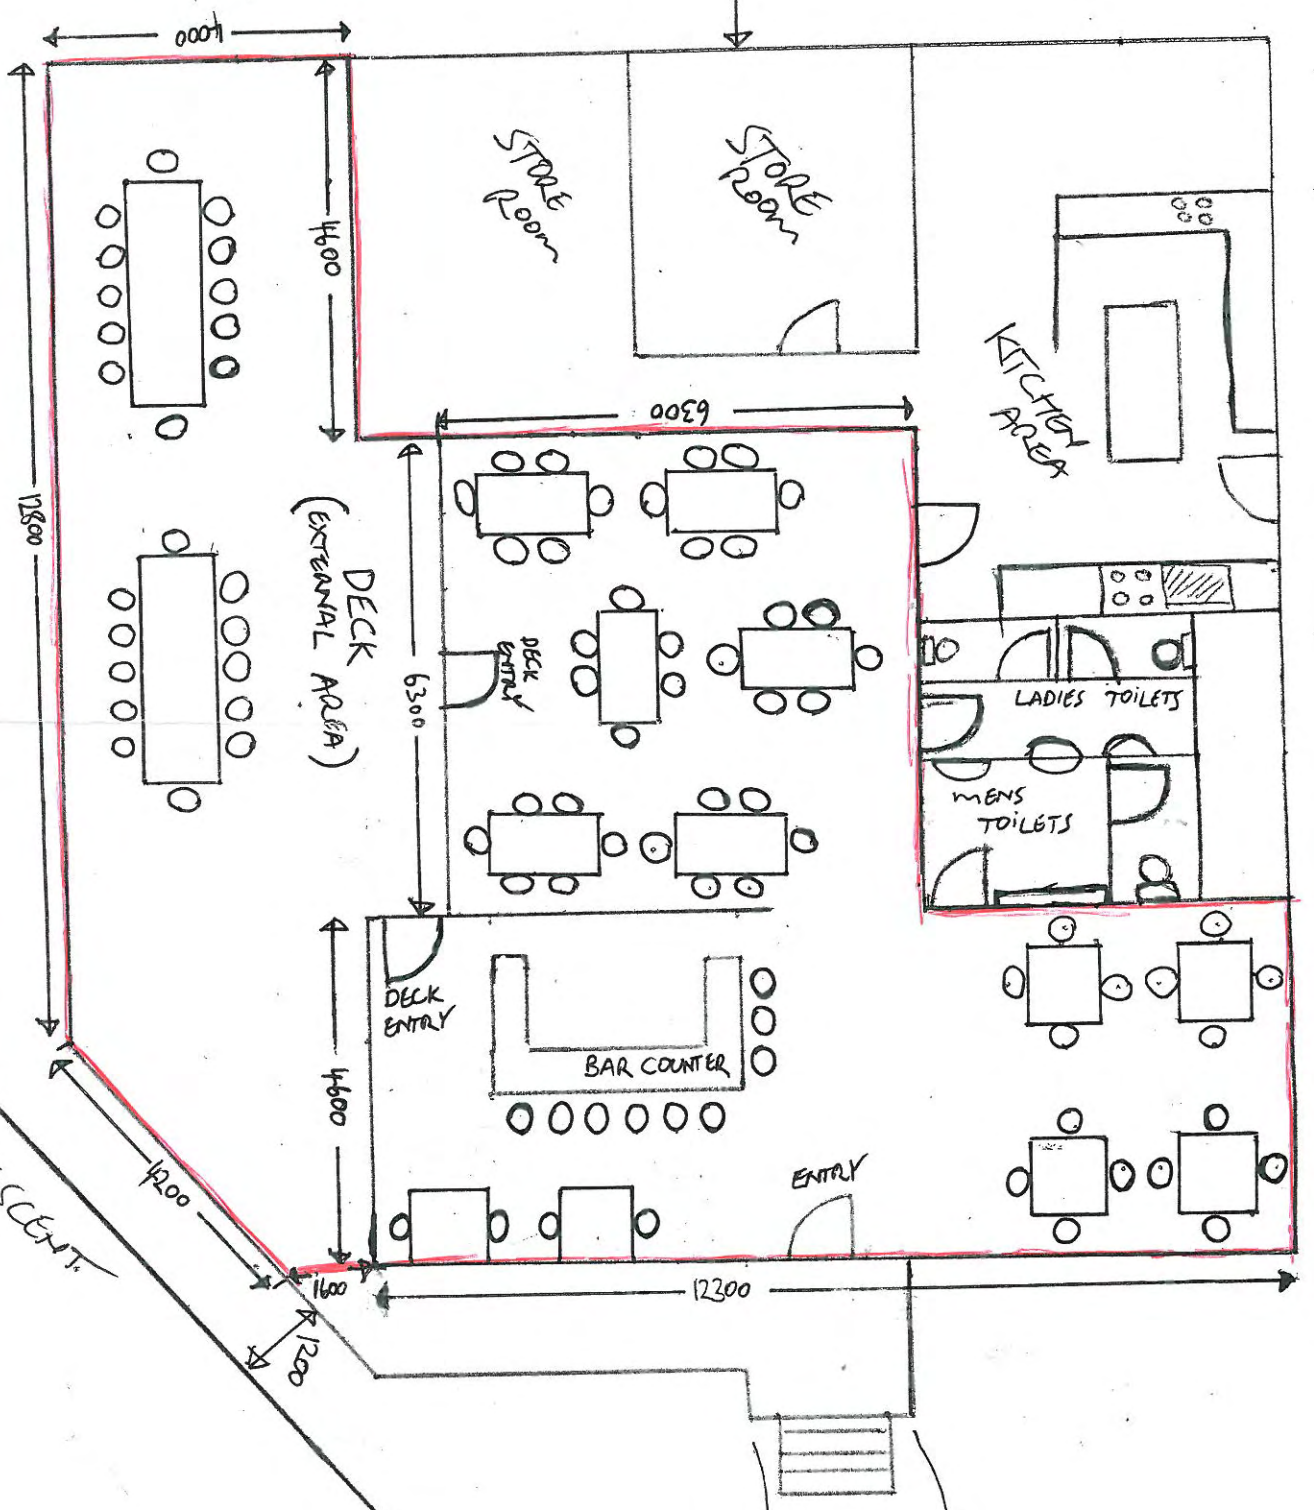 4000
STORE
ROOM
STORE
ROOM
4600
KITCHEN
AREA
6300
12800
DECK
(EXTERNAL AREA)
6300
DECK
ENTRY
LADIES TOILETS
MENS
TOILETS
DECK
ENTRY
BAR COUNTER
4600
4200
ENTRY
1600
12300
1200